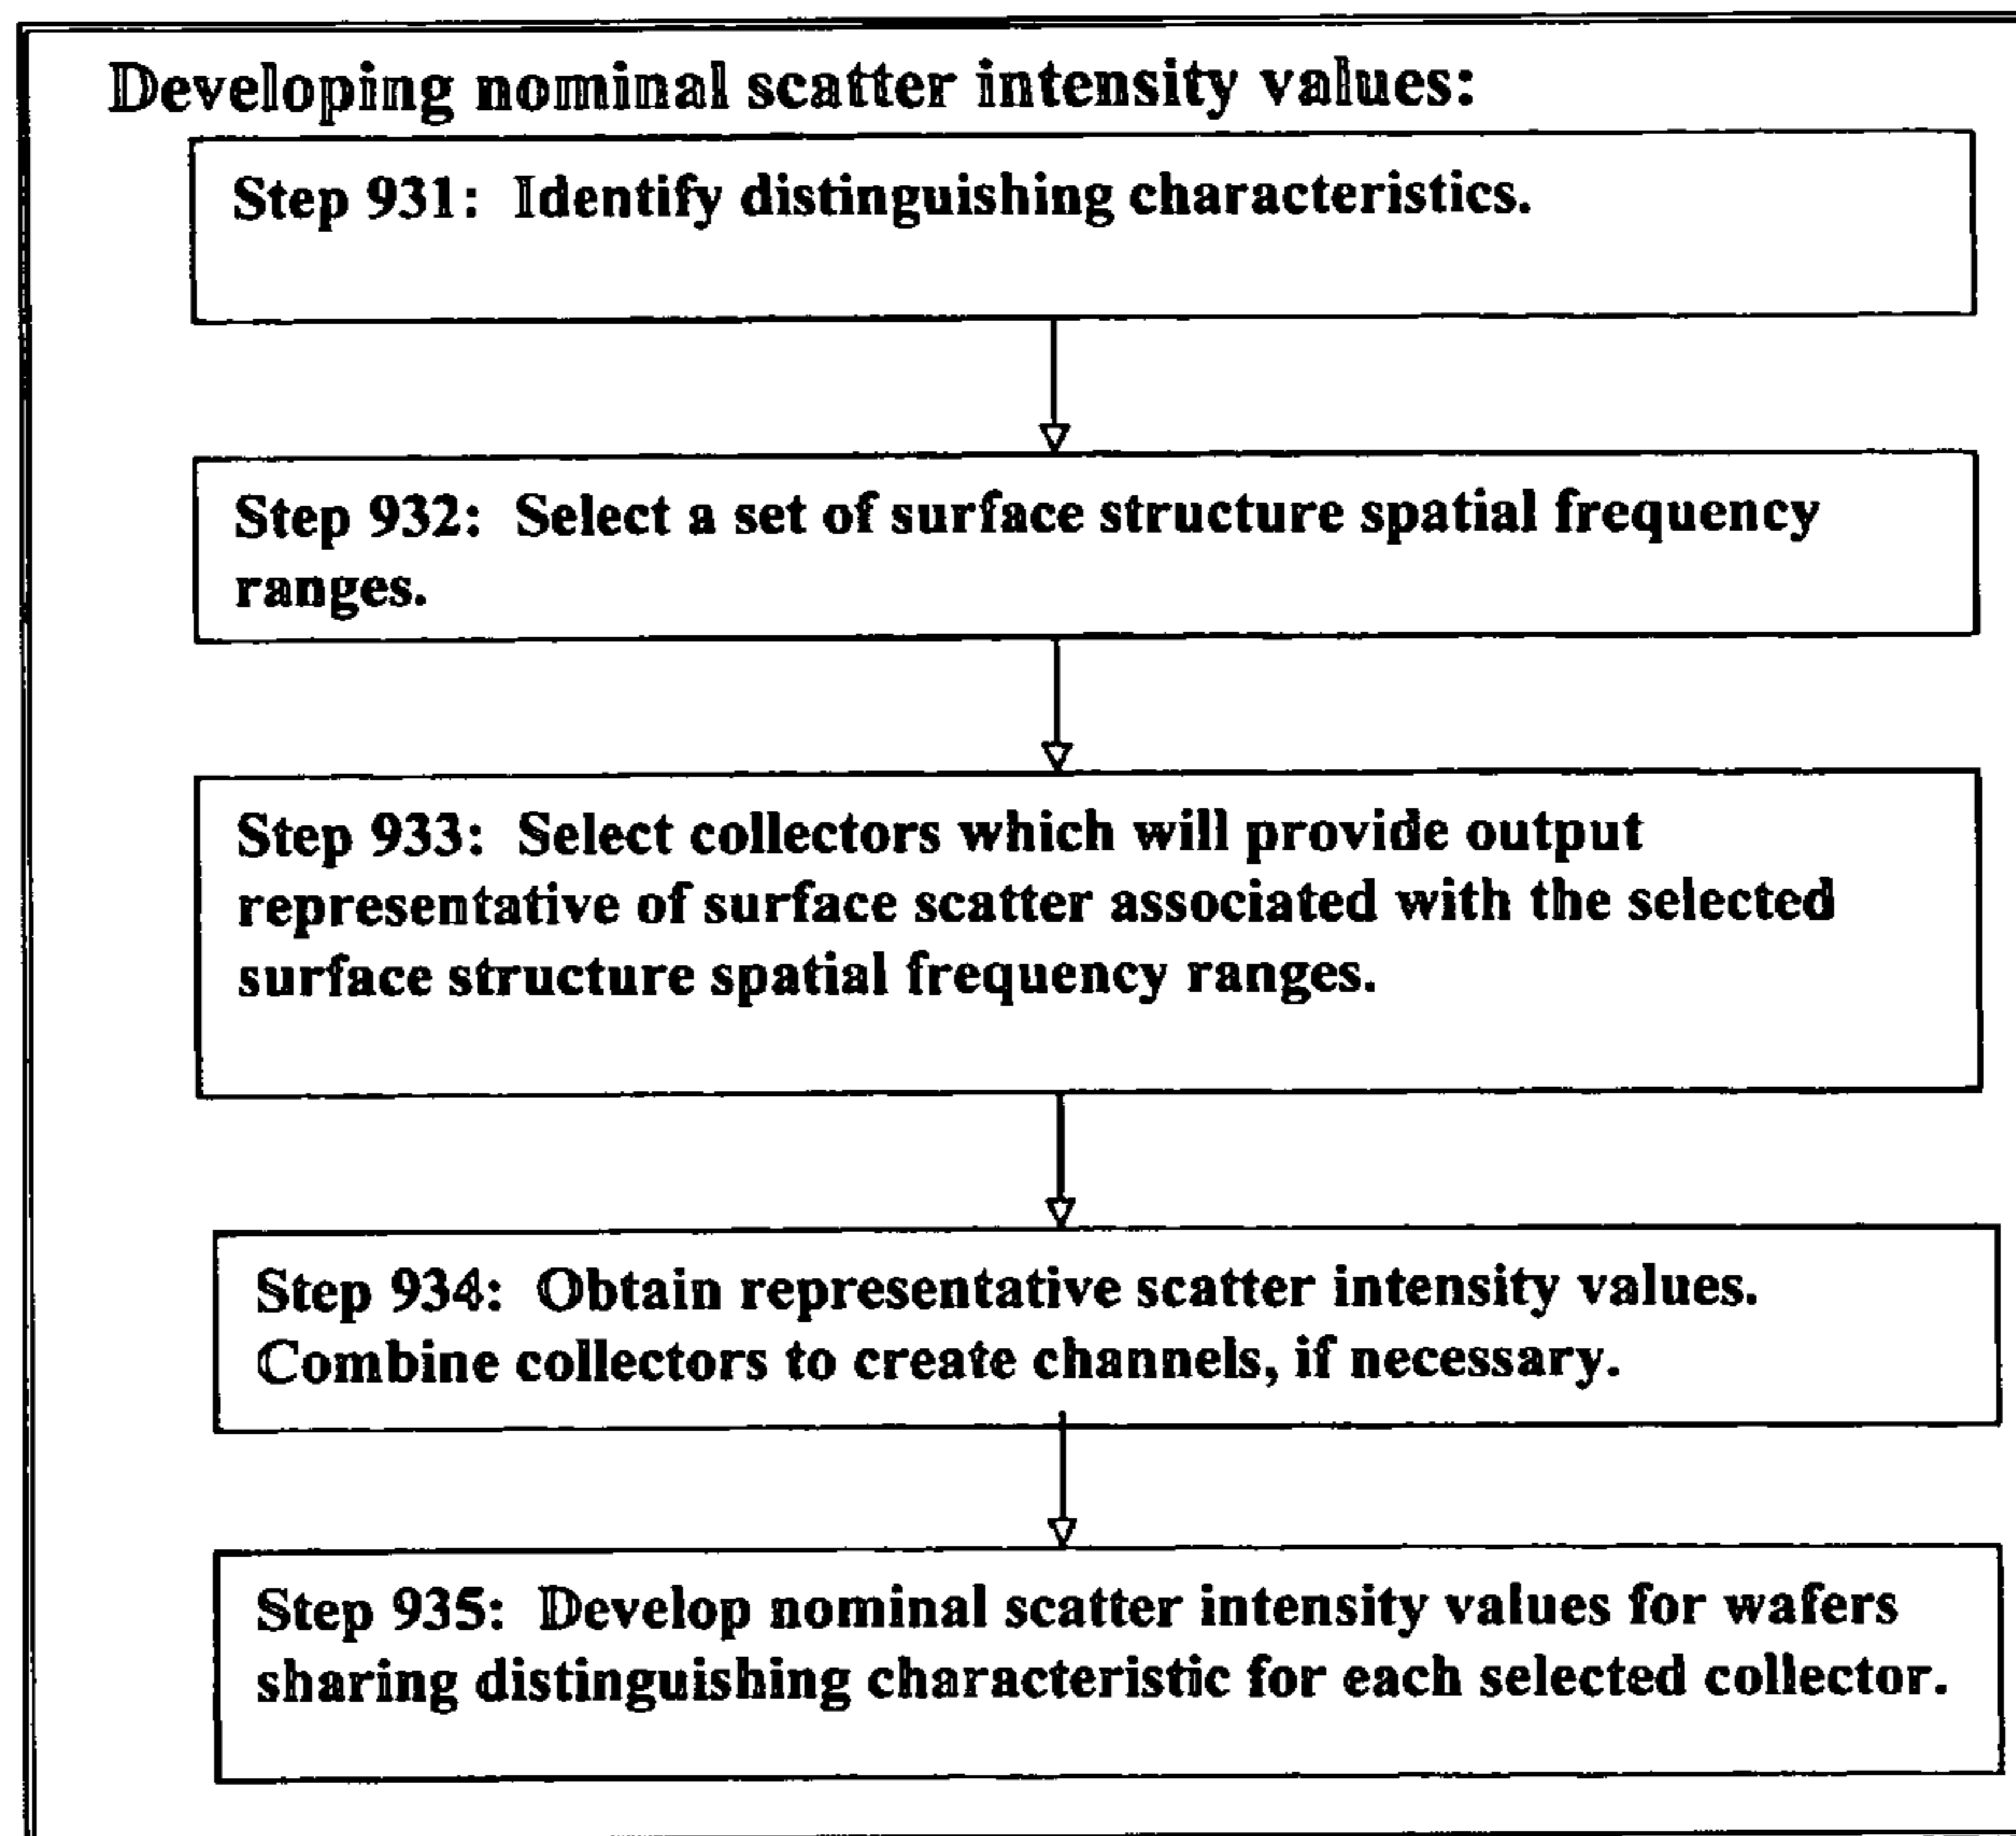 Developing nominal scatter intensity values:
Step 931: Identify distinguishing characteristics.
Step 932: Select a set of surface structure spatial frequency
ranges.
Step 933: Select collectors which will provide output
representative of surface scatter associated with the selected
surface structure spatial frequency ranges.
Step 934: Obtain representative scatter intensity values.
Combine collectors to create channels, if necessary.
Step 935: Develop nominal scatter intensity values for wafers
sharing distinguishing characteristic for each selected collector.